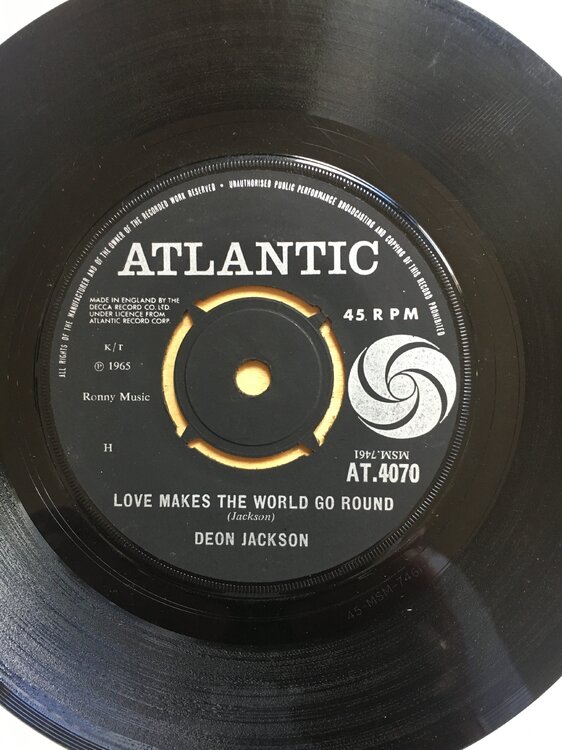 ALL RIGHTS OF THE MANUFACTURER AND OF THE OWNER OF THE RECORDED WORK RESERVED • UNAUTHORISED PUBLIC PERFORMANCE BROADCASTING AND COPYING OF THIS RECORD PROHIBITED
ATLANTIC
MADE IN ENGLAND BY THE
DECCA RECORD CO. LTD.
UNDER LICENCE FROM
ATLANTIC RECORD CORP.
45 RPM
K/T
℗ 1965
Ronny Music
H
MSM.7461
AT.4070
LOVE MAKES THE WORLD GO ROUND
(Jackson)
DEON JACKSON